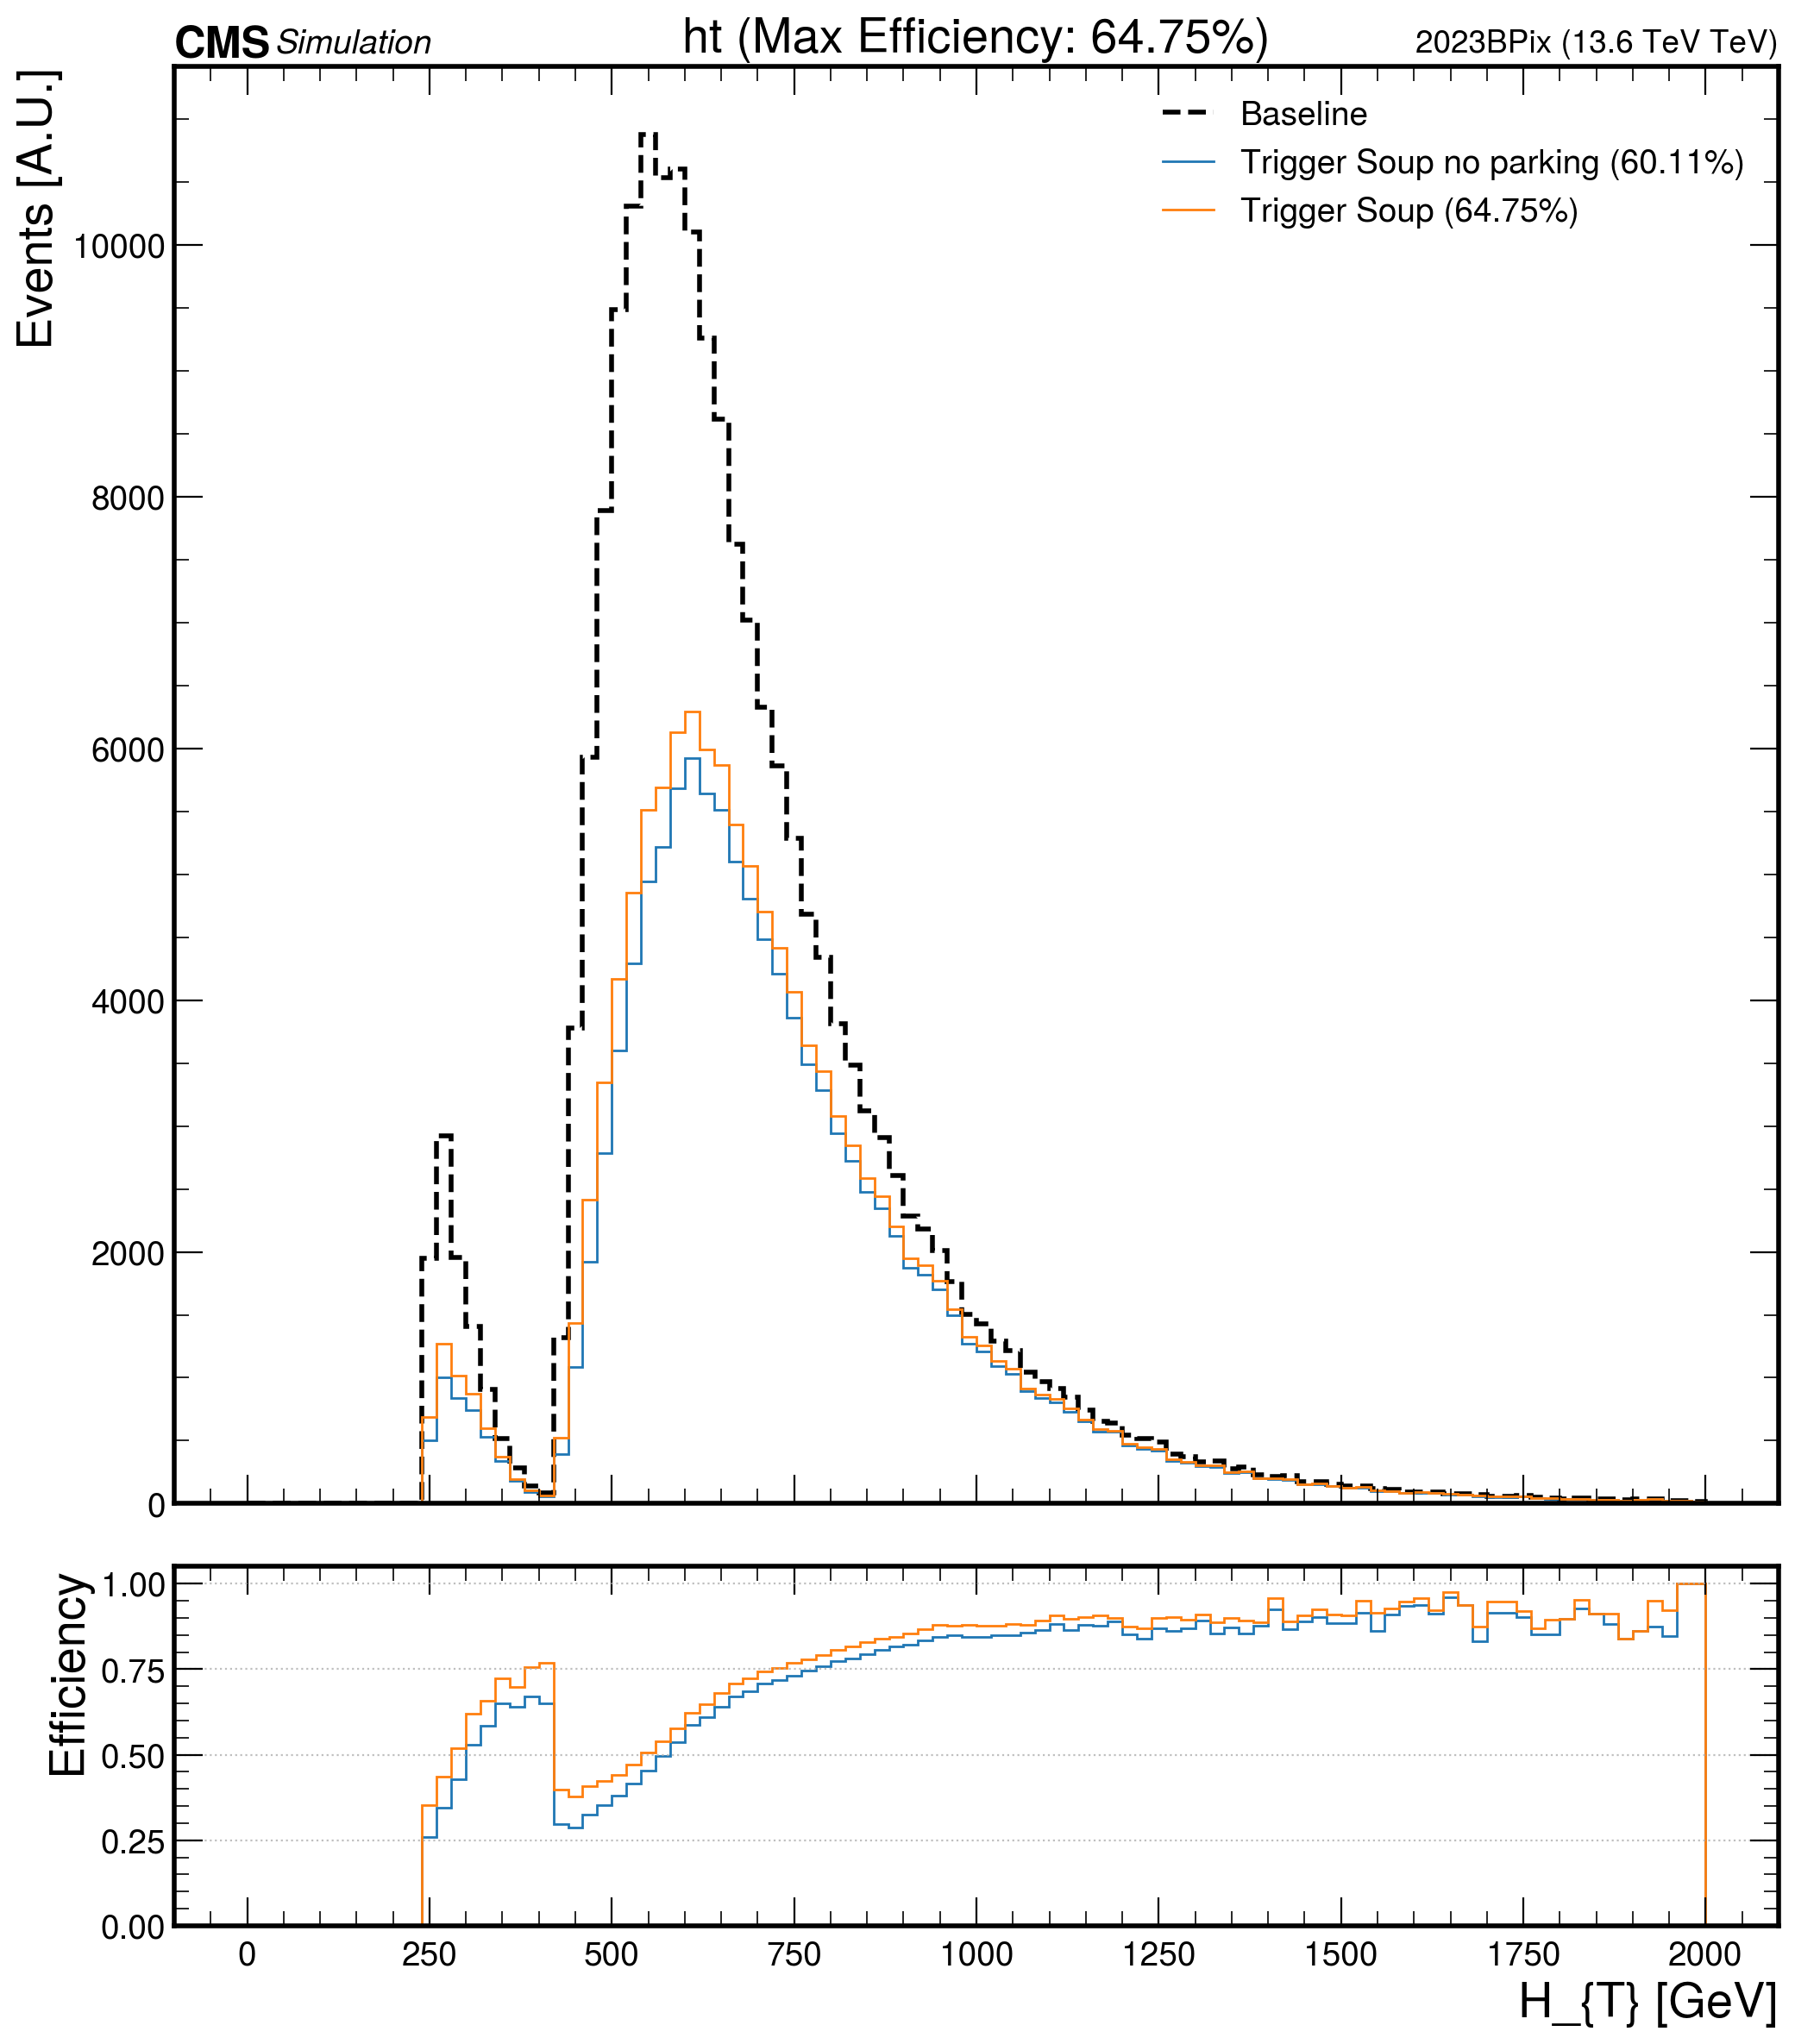 CMS Simulation ht (Max Efficiency: 64.75%) 2023BPix (13.6 TeV TeV)
Events [A.U.]
Baseline
Trigger Soup no parking (60.11%)
Trigger Soup (64.75%)
10000
8000
6000
4000
2000
0
Efficiency
1.00
0.75
0.50
0.25
0.00
0 250 500 750 1000 1250 1500 1750 2000
H_{T} [GeV]